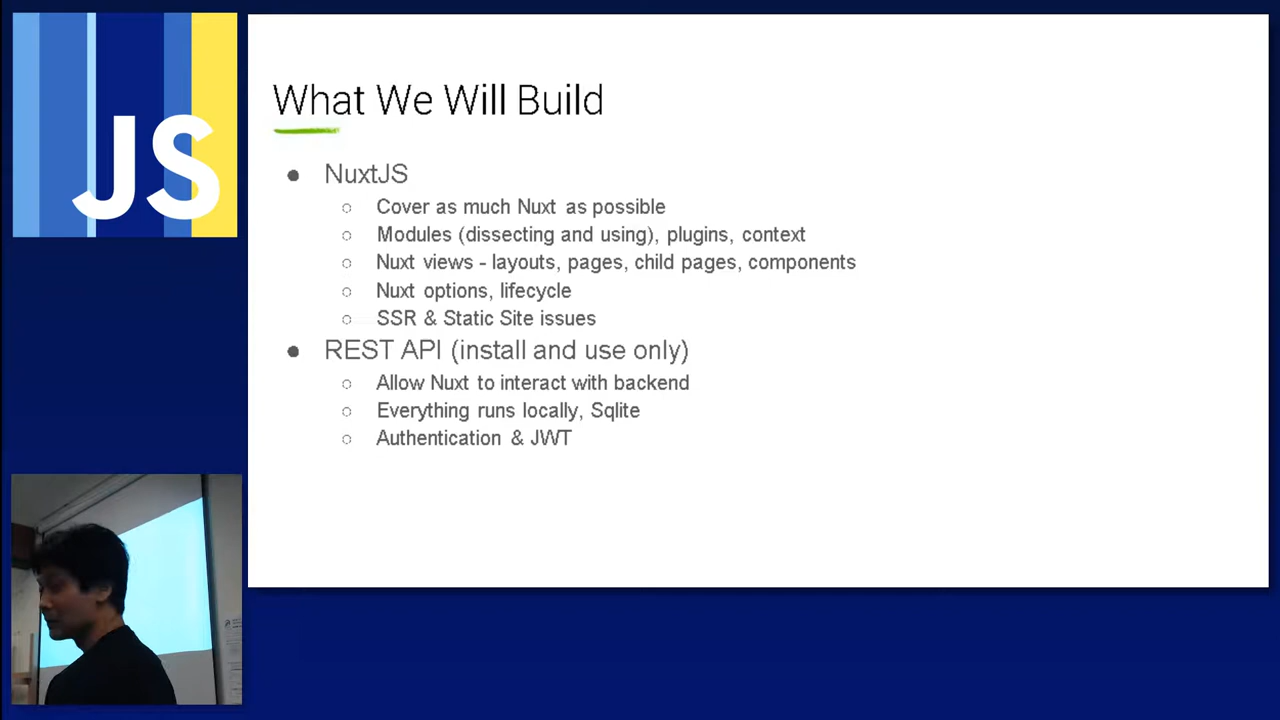 JS
What We Will Build
● NuxtJS
○ Cover as much Nuxt as possible
○ Modules (dissecting and using), plugins, context
○ Nuxt views - layouts, pages, child pages, components
○ Nuxt options, lifecycle
○ SSR & Static Site issues
● REST API (install and use only)
○ Allow Nuxt to interact with backend
○ Everything runs locally, Sqlite
○ Authentication & JWT